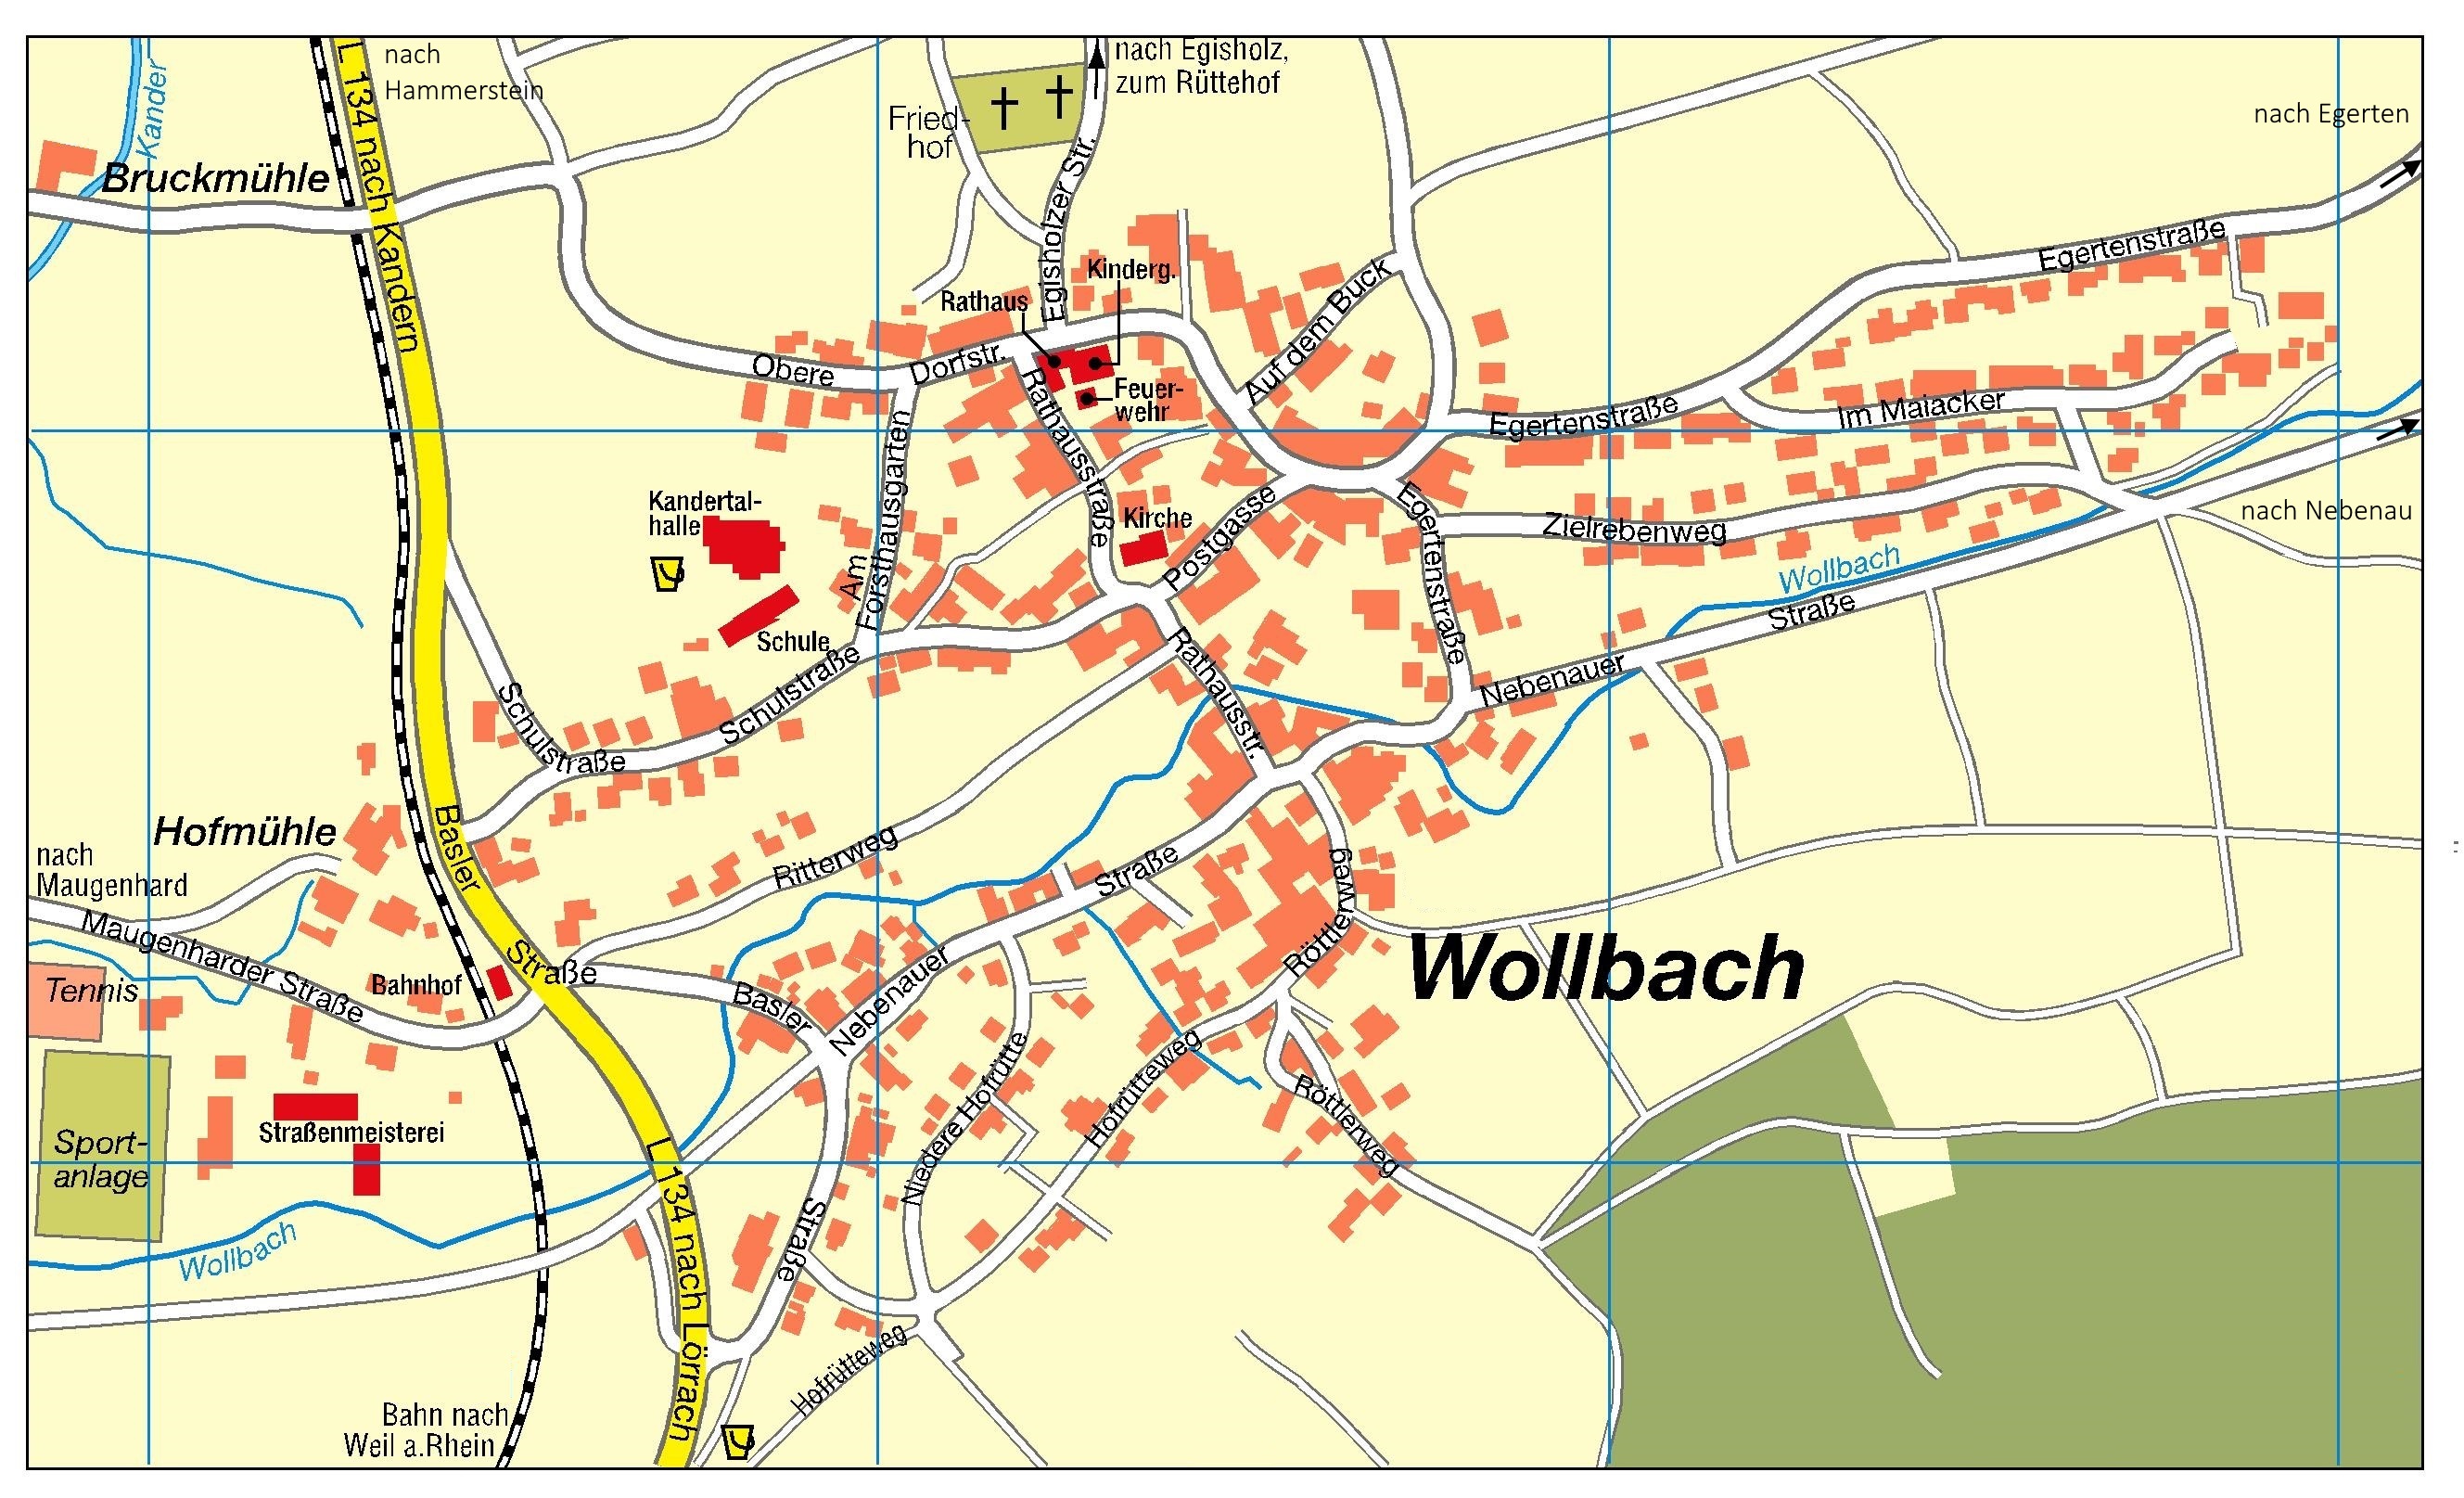 nach
Hammerstein
L 134 nach Kandern
Kander
Bruckmühle
nach Egisholz,
zum Rüttehof
Fried-
hof
Egisholzer Str.
nach Egerten
Egertenstraße
Kinderg.
Rathaus
Auf dem Buck
Obere Dorfstr.
Feuer-
wehr
Rathausstraße
Egertenstraße
Im Maiacker
Am
Forsthausgarten
Kandertal-
halle
Kirche
Postgasse
Egertenstraße
Zielrebenweg
nach Nebenau
Wollbach
Schule
Schulstraße
Schulstraße
Rathausstr.
Nebenauer Straße
Hofmühle
Basler Straße
nach
Maugenhard
Maugenharder Straße
Ritterweg
Straße
Röttlerweg
Wollbach
Tennis
Bahnhof
Basler
Nebenauer
Sport-
anlage
Straßenmeisterei
Niedere Hofrütte
Hofrütteweg
Röttlerweg
Wollbach
L 134 nach Lörrach
Straße
Hofrütteweg
Bahn nach
Weil a.Rhein